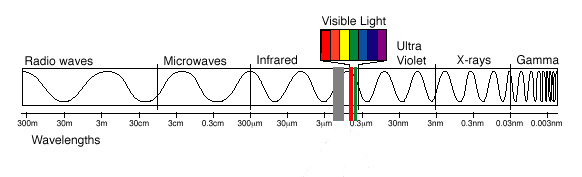 Visible Light
Radio waves Microwaves Infrared Ultra Violet X-rays Gamma
300m 30m 3m 30cm 3cm 0.3cm 300µm 30µm 3µm 0.3µm 30nm 3nm 0.3nm 0.03nm 0.003nm
Wavelengths